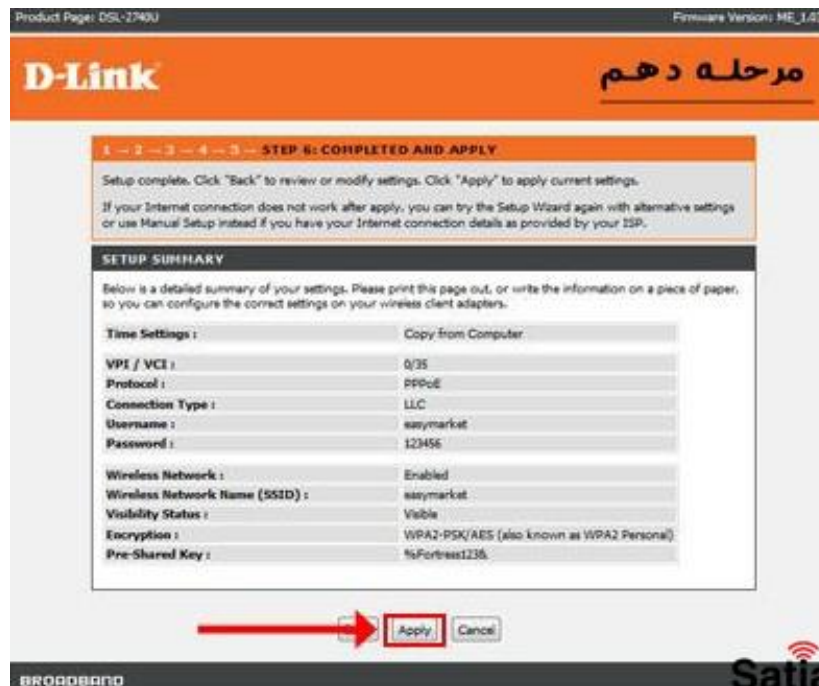 Product Page: DSL-2740U
Firmware Version: ME_1.0
D-Link
مرحله دهم
1 — 2 — 3 — 4 — 5 — STEP 6: COMPLETED AND APPLY
Setup complete. Click "Back" to review or modify settings. Click "Apply" to apply current settings.
If your Internet connection does not work after apply, you can try the Setup Wizard again with alternative settings
or use Manual Setup instead if you have your Internet connection details as provided by your ISP.
SETUP SUMMARY
Below is a detailed summary of your settings. Please print this page out, or write the information on a piece of paper,
so you can configure the correct settings on your wireless client adapters.
Time Settings : Copy from Computer
VPI / VCI : 0/35
Protocol : PPPoE
Connection Type : LLC
Username : easymarket
Password : 123456
Wireless Network : Enabled
Wireless Network Name (SSID) : easymarket
Visibility Status : Visible
Encryption : WPA2-PSK/AES (also known as WPA2 Personal)
Pre-Shared Key : %Fortress123&
Apply Cancel
BROADBAND
Satia